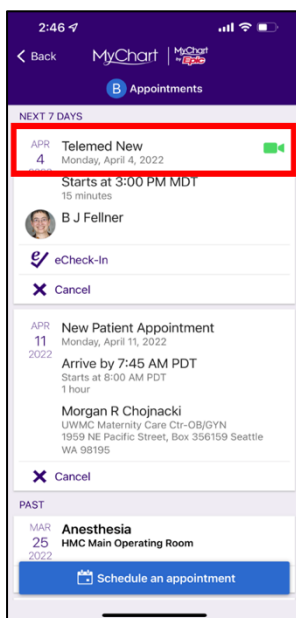 2:46
Back
MyChart
MyChart
by Epic
B Appointments
NEXT 7 DAYS
APR
4
2022
Telemed New
Monday, April 4, 2022
Starts at 3:00 PM MDT
15 minutes
B J Fellner
eCheck-In
Cancel
APR
11
2022
New Patient Appointment
Monday, April 11, 2022
Arrive by 7:45 AM PDT
Starts at 8:00 AM PDT
1 hour
Morgan R Chojnacki
UWMC Maternity Care Ctr-OB/GYN
1959 NE Pacific Street, Box 356159 Seattle
WA 98195
Cancel
PAST
MAR
25
2022
Anesthesia
HMC Main Operating Room
Schedule an appointment